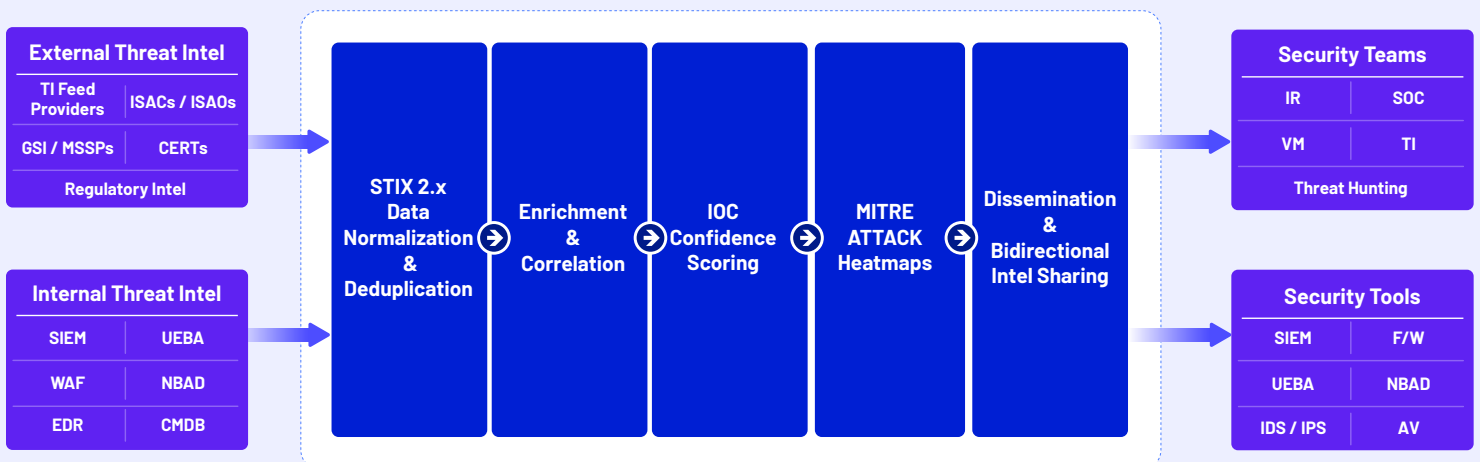 External Threat Intel
TI Feed
Providers
ISACs / ISAOs
GSI / MSSPs
CERTs
Regulatory Intel
Internal Threat Intel
SIEM
UEBA
WAF
NBAD
EDR
CMDB
STIX 2.x
Data
Normalization
&
Deduplication
Enrichment
&
Correlation
IOC
Confidence
Scoring
MITRE
ATTACK
Heatmaps
Dissemination
&
Bidirectional
Intel Sharing
Security Teams
IR
SOC
VM
TI
Threat Hunting
Security Tools
SIEM
F/W
UEBA
NBAD
IDS / IPS
AV